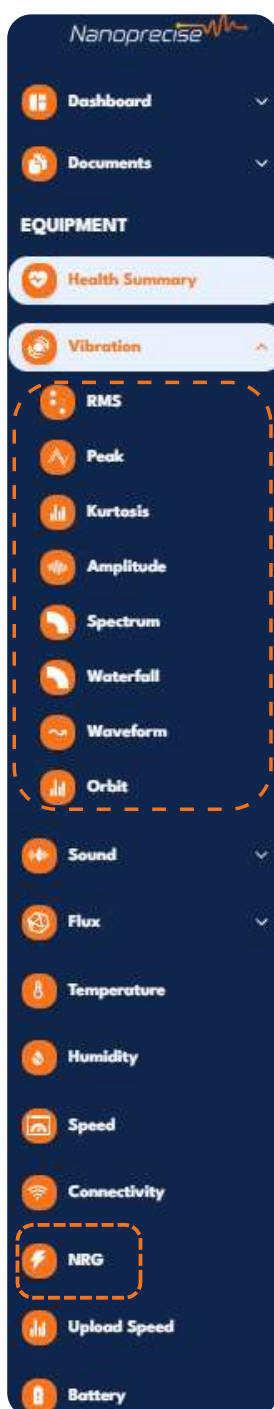 Nanoprecise
Dashboard
Documents
EQUIPMENT
Health Summary
Vibration
RMS
Peak
Kurtosis
Amplitude
Spectrum
Waterfall
Waveform
Orbit
Sound
Flux
Temperature
Humidity
Speed
Connectivity
NRG
Upload Speed
Battery